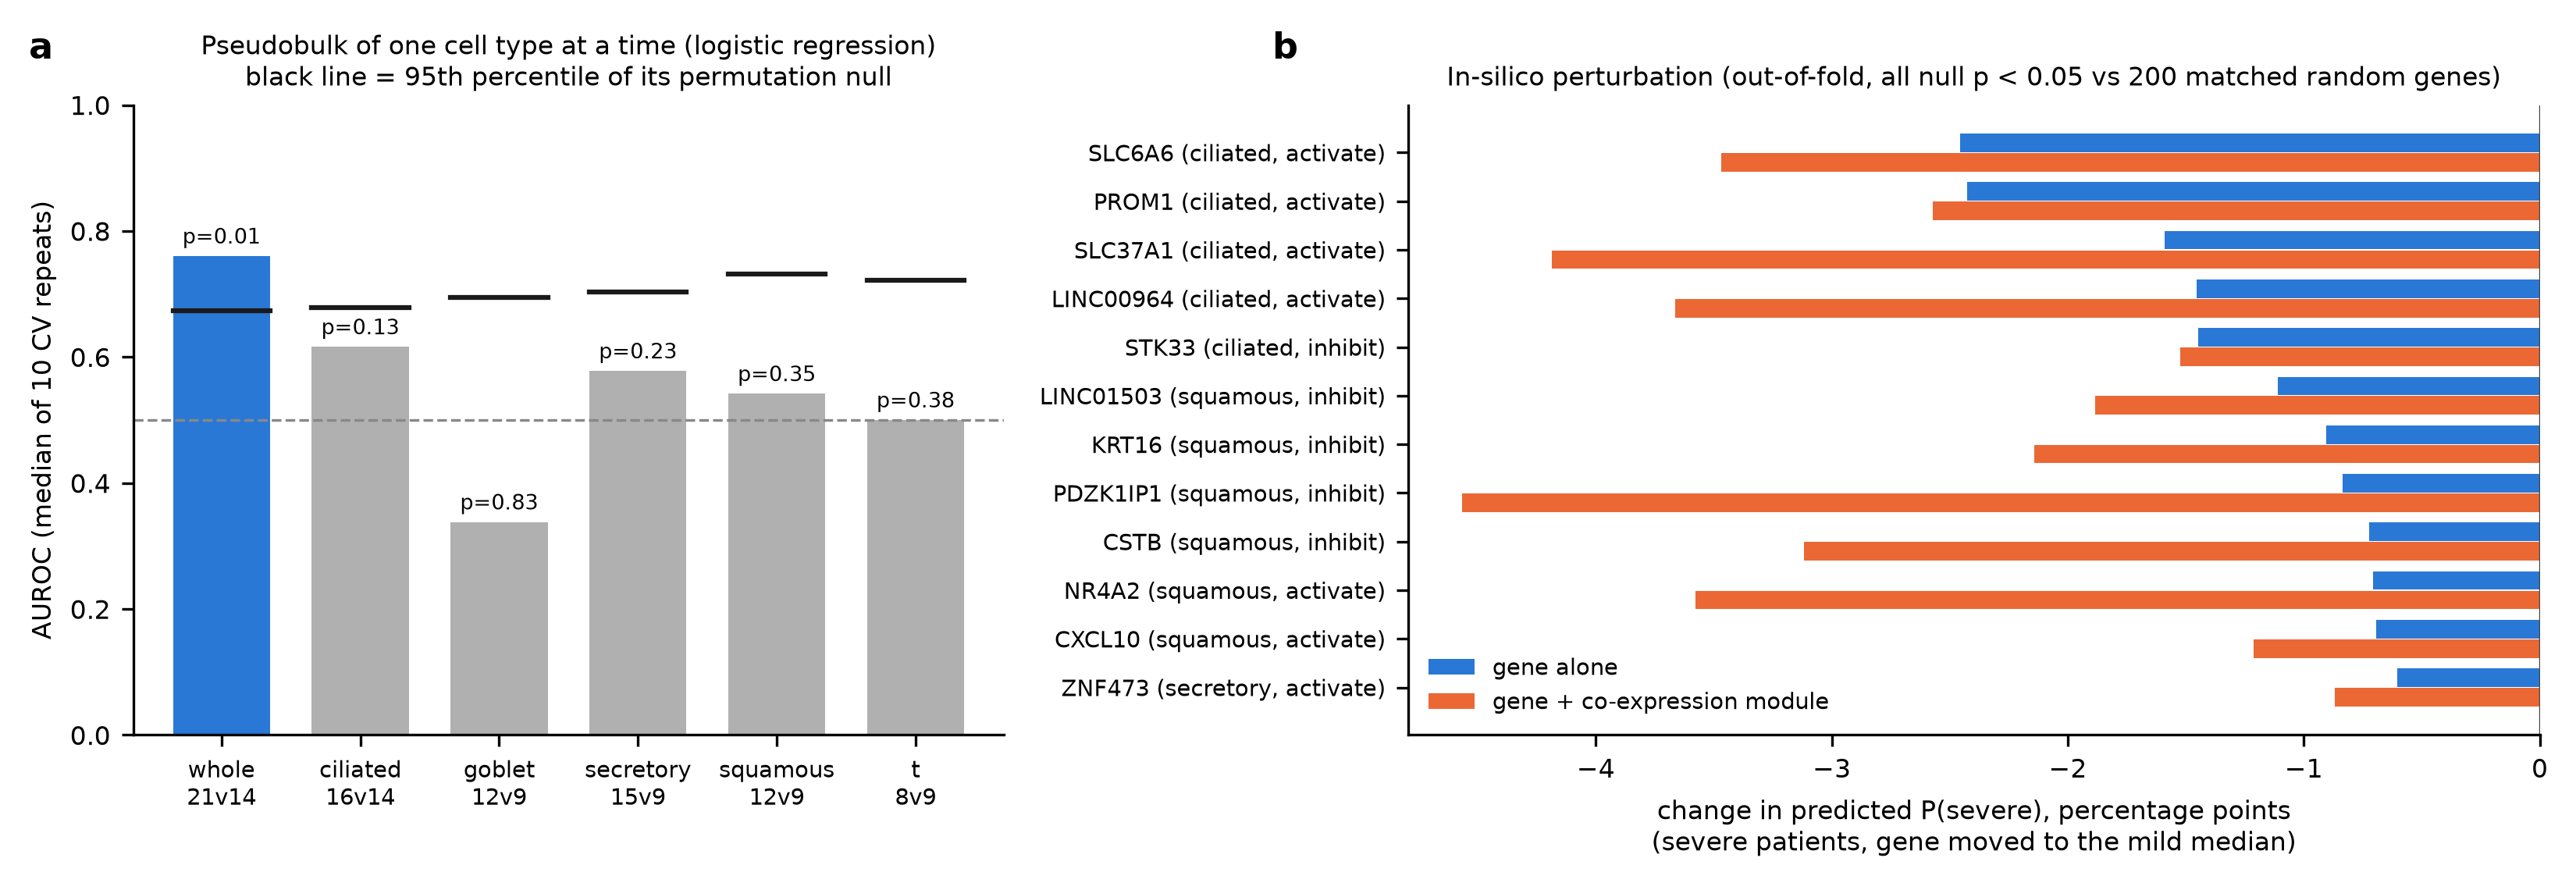 a
Pseudobulk of one cell type at a time (logistic regression)
black line = 95th percentile of its permutation null
AUROC (median of 10 CV repeats)
1.0
0.8
0.6
0.4
0.2
0.0
p=0.01
p=0.13
p=0.83
p=0.23
p=0.35
p=0.38
whole
21v14
ciliated
16v14
goblet
12v9
secretory
15v9
squamous
12v9
t
8v9
b
In-silico perturbation (out-of-fold, all null p < 0.05 vs 200 matched random genes)
SLC6A6 (ciliated, activate)
PROM1 (ciliated, activate)
SLC37A1 (ciliated, activate)
LINC00964 (ciliated, activate)
STK33 (ciliated, inhibit)
LINC01503 (squamous, inhibit)
KRT16 (squamous, inhibit)
PDZK1IP1 (squamous, inhibit)
CSTB (squamous, inhibit)
NR4A2 (squamous, activate)
CXCL10 (squamous, activate)
ZNF473 (secretory, activate)
gene alone
gene + co-expression module
−4
−3
−2
−1
0
change in predicted P(severe), percentage points
(severe patients, gene moved to the mild median)